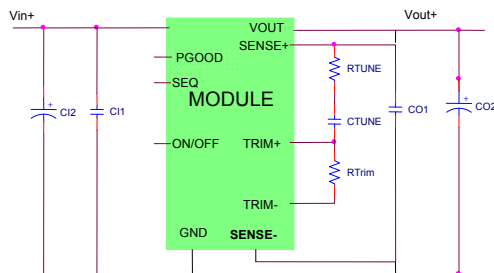 Vin+
VOUT
Vout+
SENSE+
PGOOD
RTUNE
SEQ
MODULE
+
CI2
CI1
CTUNE
CO1
+
CO2
ON/OFF
TRIM+
RTrim
TRIM-
GND
SENSE-